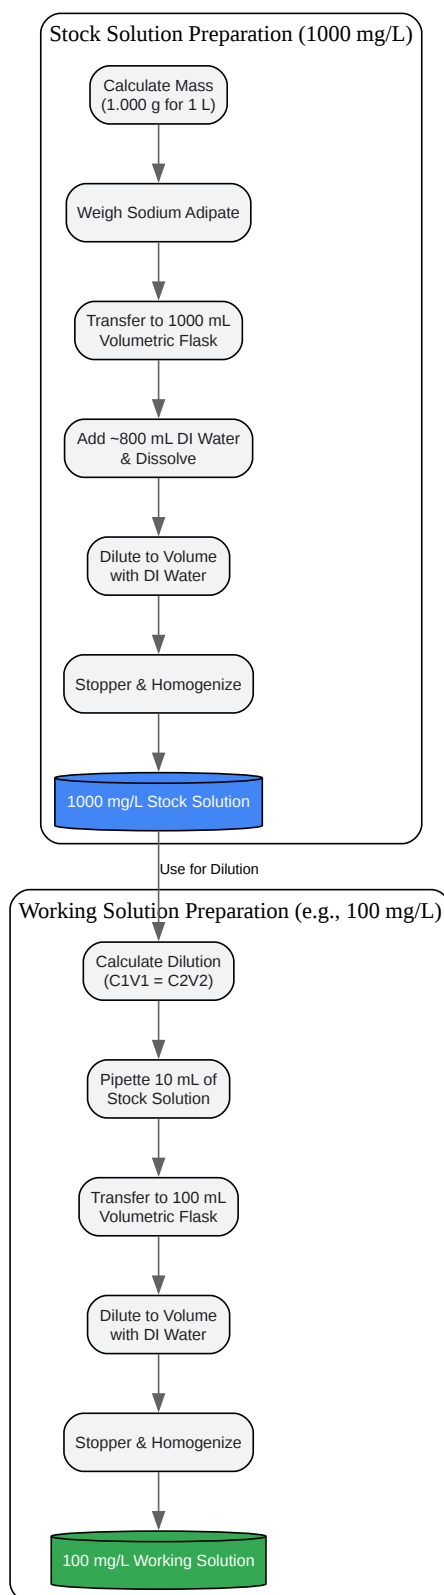 Stock Solution Preparation (1000 mg/L)
Calculate Mass
(1.000 g for 1 L)
Weigh Sodium Adipate
Transfer to 1000 mL
Volumetric Flask
Add ~800 mL DI Water
& Dissolve
Dilute to Volume
with DI Water
Stopper & Homogenize
1000 mg/L Stock Solution
Use for Dilution
Working Solution Preparation (e.g., 100 mg/L)
Calculate Dilution
(C1V1 = C2V2)
Pipette 10 mL of
Stock Solution
Transfer to 100 mL
Volumetric Flask
Dilute to Volume
with DI Water
Stopper & Homogenize
100 mg/L Working Solution